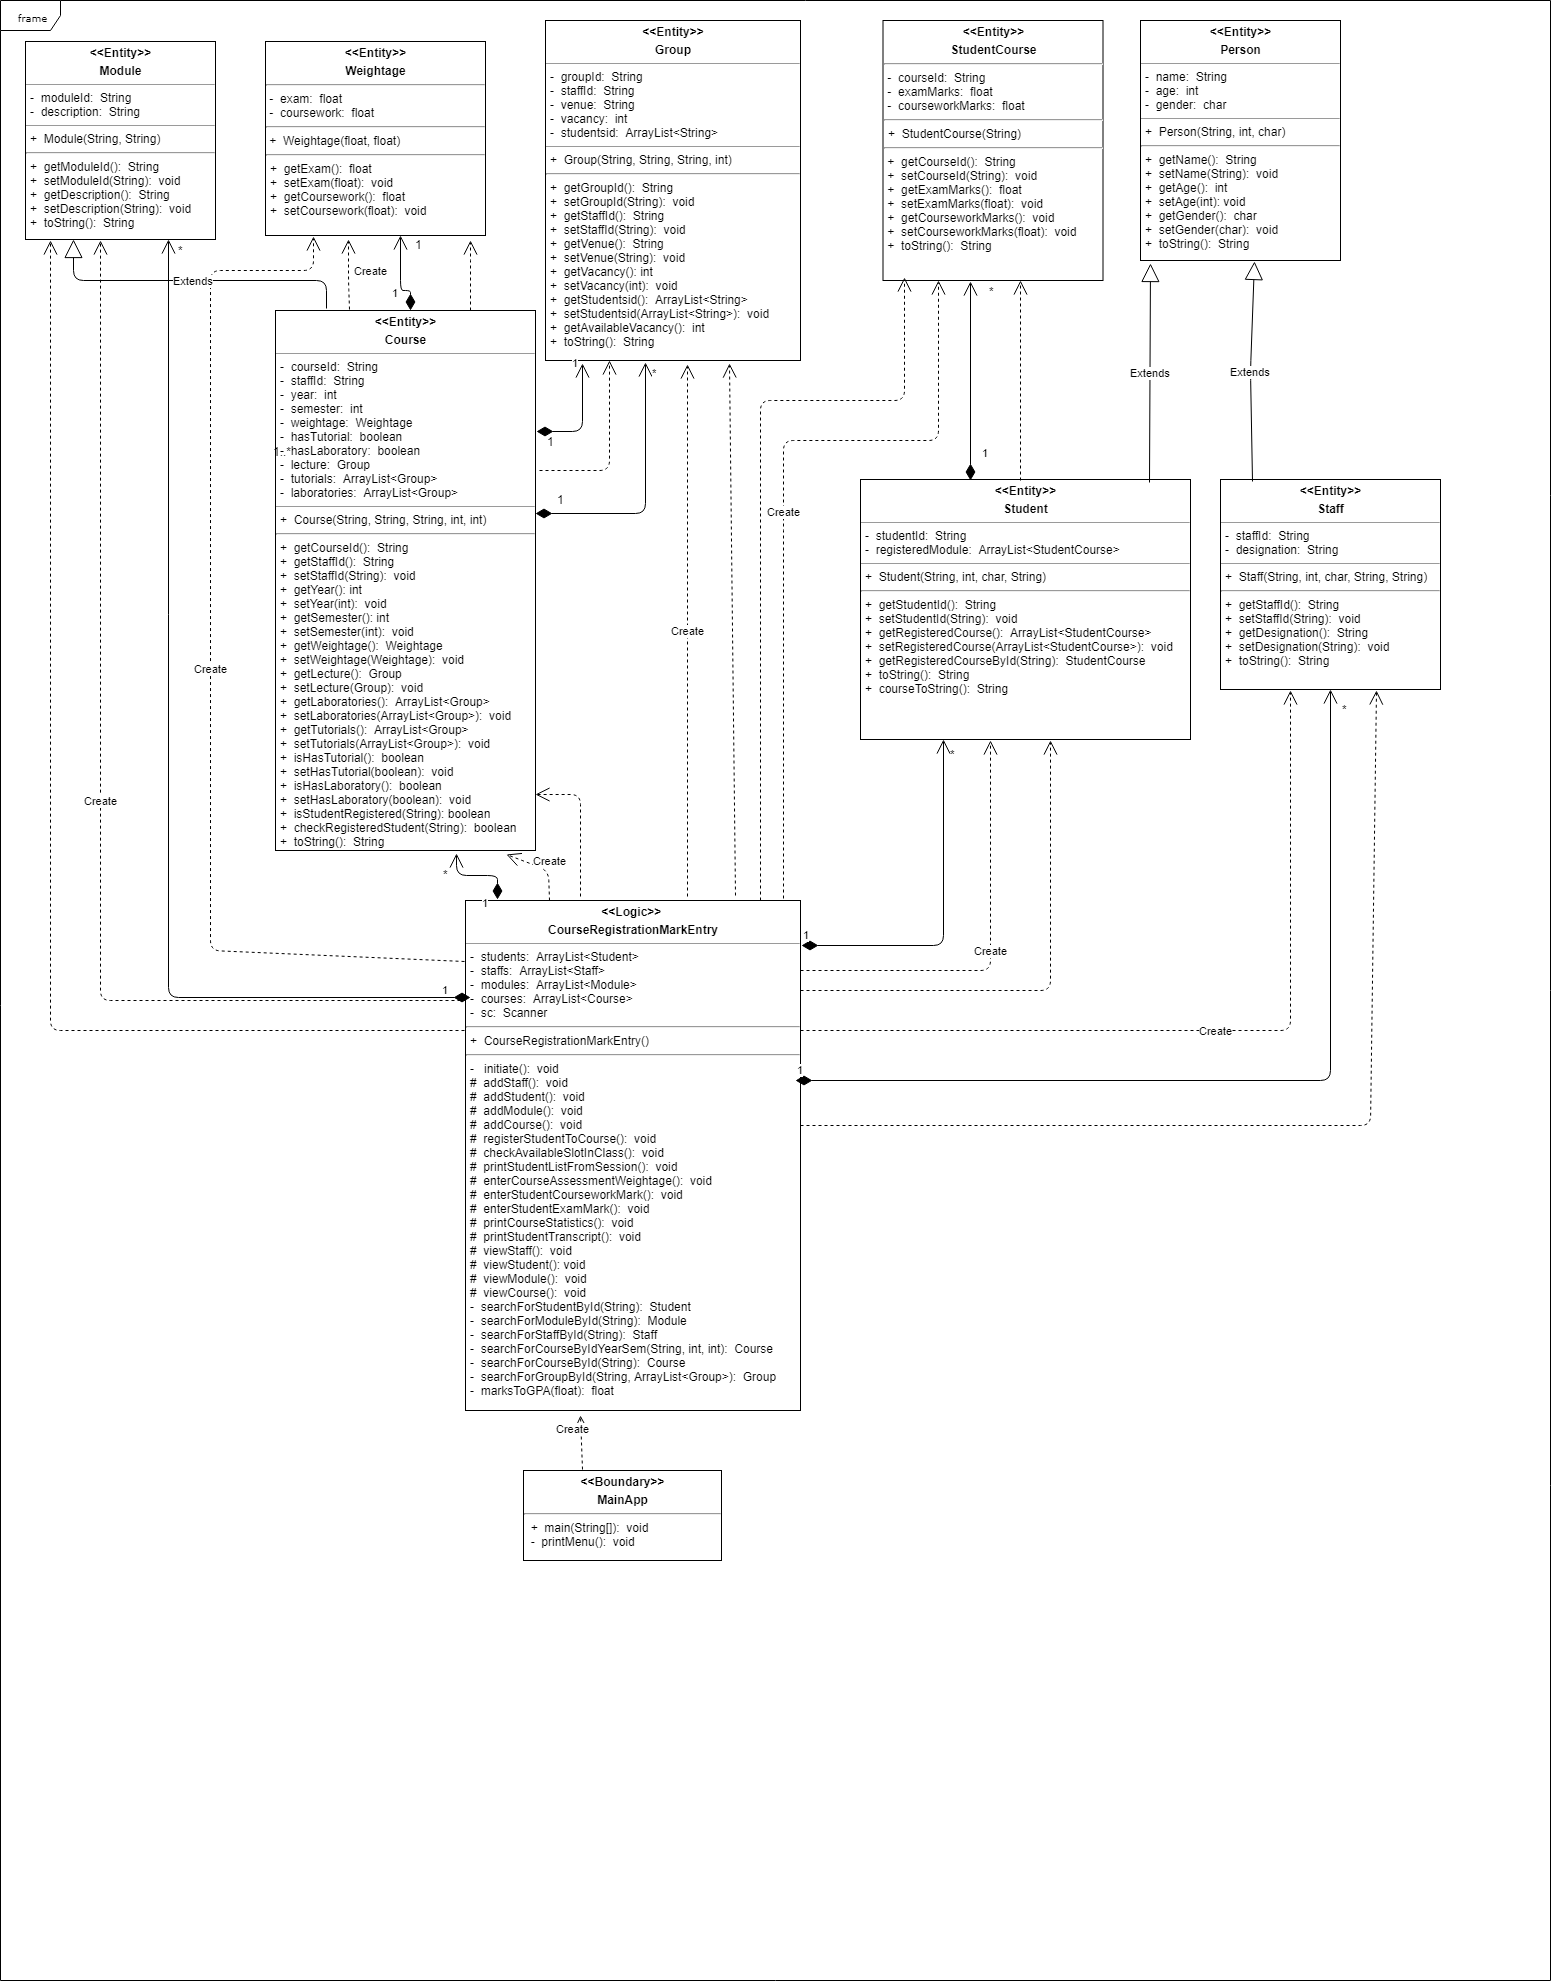 frame
<<Entity>>
Module
- moduleId: String
- description: String
+ Module(String, String)
+ getModuleId(): String
+ setModuleId(String): void
+ getDescription(): String
+ setDescription(String): void
+ toString(): String
<<Entity>>
Weightage
- exam: float
- coursework: float
+ Weightage(float, float)
+ getExam(): float
+ setExam(float): void
+ getCoursework(): float
+ setCoursework(float): void
<<Entity>>
Group
- groupId: String
- staffId: String
- venue: String
- vacancy: int
- studentsid: ArrayList<String>
+ Group(String, String, String, int)
+ getGroupId(): String
+ setGroupId(String): void
+ getStaffId(): String
+ setStaffId(String): void
+ getVenue(): String
+ setVenue(String): void
+ getVacancy(): int
+ setVacancy(int): void
+ getStudentsid(): ArrayList<String>
+ setStudentsid(ArrayList<String>): void
+ getAvailableVacancy(): int
+ toString(): String
<<Entity>>
StudentCourse
- courseId: String
- examMarks: float
- courseworkMarks: float
+ StudentCourse(String)
+ getCourseId(): String
+ setCourseId(String): void
+ getExamMarks(): float
+ setExamMarks(float): void
+ getCourseworkMarks(): void
+ setCourseworkMarks(float): void
+ toString(): String
<<Entity>>
Person
- name: String
- age: int
- gender: char
+ Person(String, int, char)
+ getName(): String
+ setName(String): void
+ getAge(): int
+ setAge(int): void
+ getGender(): char
+ setGender(char): void
+ toString(): String
*
1
Create
Extends
1
1
*
*
1
1
1
Extends
Extends
<<Entity>>
Course
- courseId: String
- staffId: String
- year: int
- semester: int
- weightage: Weightage
- hasTutorial: boolean
1..*
- hasLaboratory: boolean
- lecture: Group
- tutorials: ArrayList<Group>
- laboratories: ArrayList<Group>
+ Course(String, String, String, int, int)
+ getCourseId(): String
+ getStaffId(): String
+ setStaffId(String): void
+ getYear(): int
+ setYear(int): void
+ getSemester(): int
+ setSemester(int): void
+ getWeightage(): Weightage
+ setWeightage(Weightage): void
+ getLecture(): Group
+ setLecture(Group): void
+ getLaboratories(): ArrayList<Group>
+ setLaboratories(ArrayList<Group>): void
+ getTutorials(): ArrayList<Group>
+ setTutorials(ArrayList<Group>): void
+ isHasTutorial(): boolean
+ setHasTutorial(boolean): void
+ isHasLaboratory(): boolean
+ setHasLaboratory(boolean): void
+ isStudentRegistered(String): boolean
+ checkRegisteredStudent(String): boolean
+ toString(): String
<<Entity>>
Student
- studentId: String
- registeredModule: ArrayList<StudentCourse>
+ Student(String, int, char, String)
+ getStudentId(): String
+ setStudentId(String): void
+ getRegisteredCourse(): ArrayList<StudentCourse>
+ setRegisteredCourse(ArrayList<StudentCourse>): void
+ getRegisteredCourseById(String): StudentCourse
+ toString(): String
+ courseToString(): String
<<Entity>>
Staff
- staffId: String
- designation: String
+ Staff(String, int, char, String, String)
+ getStaffId(): String
+ setStaffId(String): void
+ getDesignation(): String
+ setDesignation(String): void
+ toString(): String
Create
Create
Create
Create
*
*
Create
*
1
1
Create
1
Create
1
<<Logic>>
CourseRegistrationMarkEntry
- students: ArrayList<Student>
- staffs: ArrayList<Staff>
- modules: ArrayList<Module>
- courses: ArrayList<Course>
- sc: Scanner
+ CourseRegistrationMarkEntry()
- initiate(): void
# addStaff(): void
# addStudent(): void
# addModule(): void
# addCourse(): void
# registerStudentToCourse(): void
# checkAvailableSlotInClass(): void
# printStudentListFromSession(): void
# enterCourseAssessmentWeightage(): void
# enterStudentCourseworkMark(): void
# enterStudentExamMark(): void
# printCourseStatistics(): void
# printStudentTranscript(): void
# viewStaff(): void
# viewStudent(): void
# viewModule(): void
# viewCourse(): void
- searchForStudentById(String): Student
- searchForModuleById(String): Module
- searchForStaffById(String): Staff
- searchForCourseByIdYearSem(String, int, int): Course
- searchForCourseById(String): Course
- searchForGroupById(String, ArrayList<Group>): Group
- marksToGPA(float): float
Create
<<Boundary>>
MainApp
+ main(String[]): void
- printMenu(): void